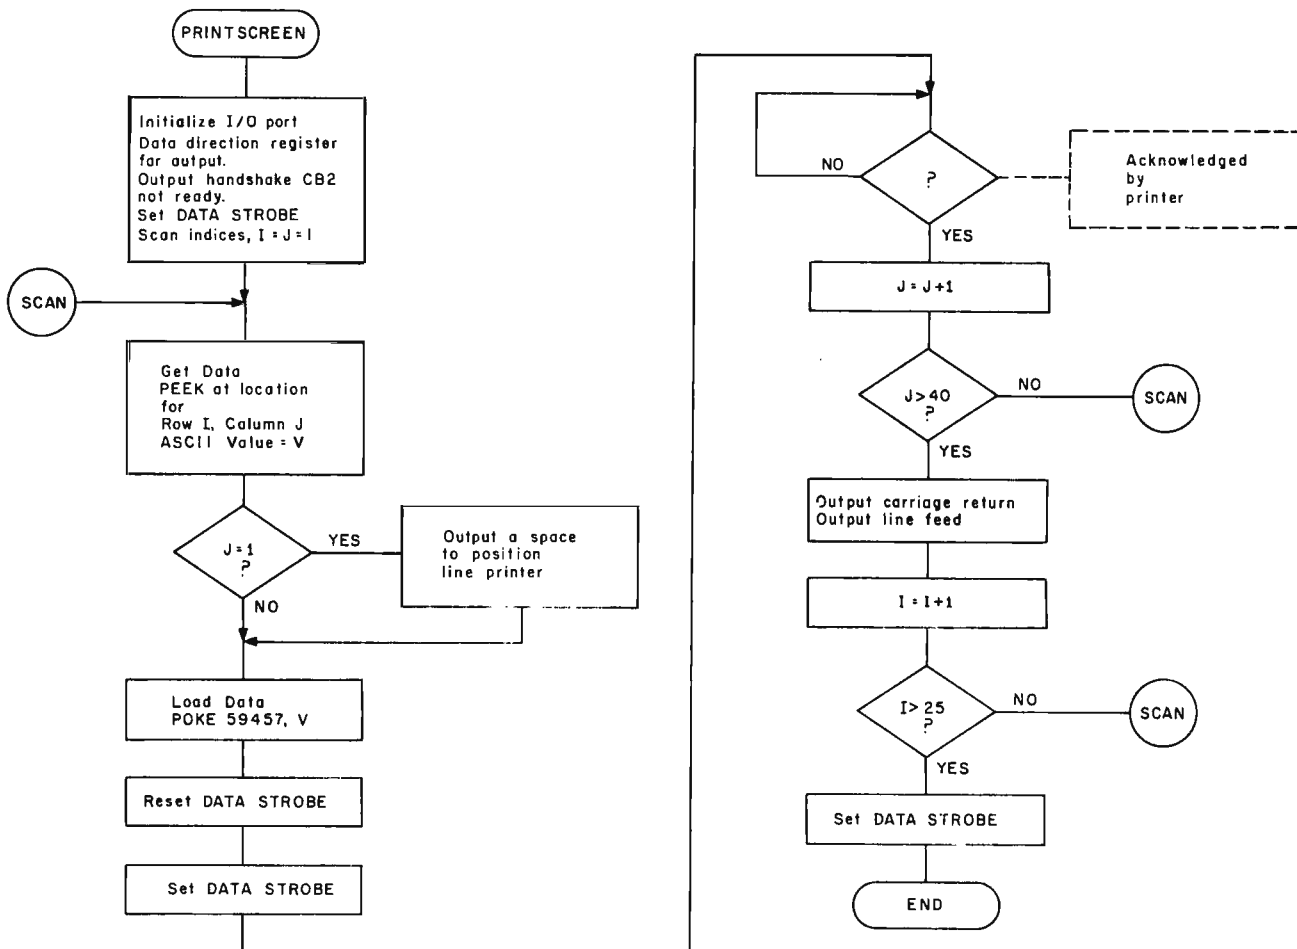 PRINTSCREEN
Initialize I/O port
Data direction register
for output.
Output handshake CB2
not ready.
Set DATA STROBE
Scan indices, I = J = 1
SCAN
Get Data
PEEK at location
for
Row I, Column J
ASCII Value = V
J = 1
?
YES
Output a space
to position
line printer
NO
Load Data
POKE 59457, V
Reset DATA STROBE
Set DATA STROBE
?
NO
Acknowledged
by
printer
YES
J = J+1
J > 40
?
NO
SCAN
YES
Output carriage return
Output line feed
I = I+1
I > 25
?
NO
SCAN
YES
Set DATA STROBE
END